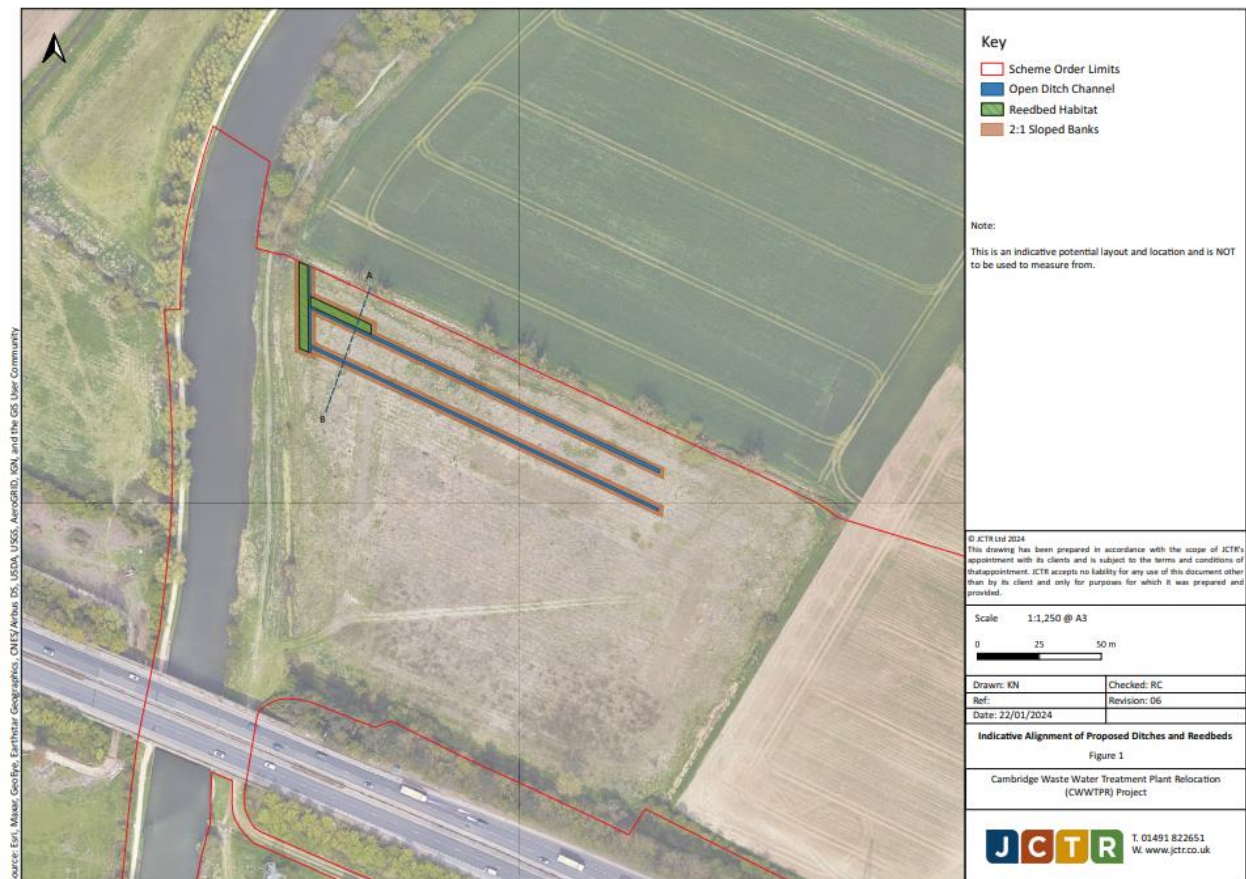 A
B
Source: Esri, Maxar, GeoEye, Earthstar Geographics, CNES/Airbus DS, USDA, USGS, AeroGRID, IGN, and the GIS User Community
Key
Scheme Order Limits
Open Ditch Channel
Reedbed Habitat
2:1 Sloped Banks
Note:
This is an indicative potential layout and location and is NOT
to be used to measure from.
© JCTR Ltd 2024
This drawing has been prepared in accordance with the scope of JCTR's
appointment with its clients and is subject to the terms and conditions of
thatappointment. JCTR accepts no liability for any use of this document other
than by its client and only for purposes for which it was prepared and
provided.
Scale 1:1,250 @ A3
0 25 50 m
Drawn: KN Checked: RC
Ref: Revision: 06
Date: 22/01/2024
Indicative Alignment of Proposed Ditches and Reedbeds
Figure 1
Cambridge Waste Water Treatment Plant Relocation
(CWWTPR) Project
JCTR
T. 01491 822651
W. www.jctr.co.uk